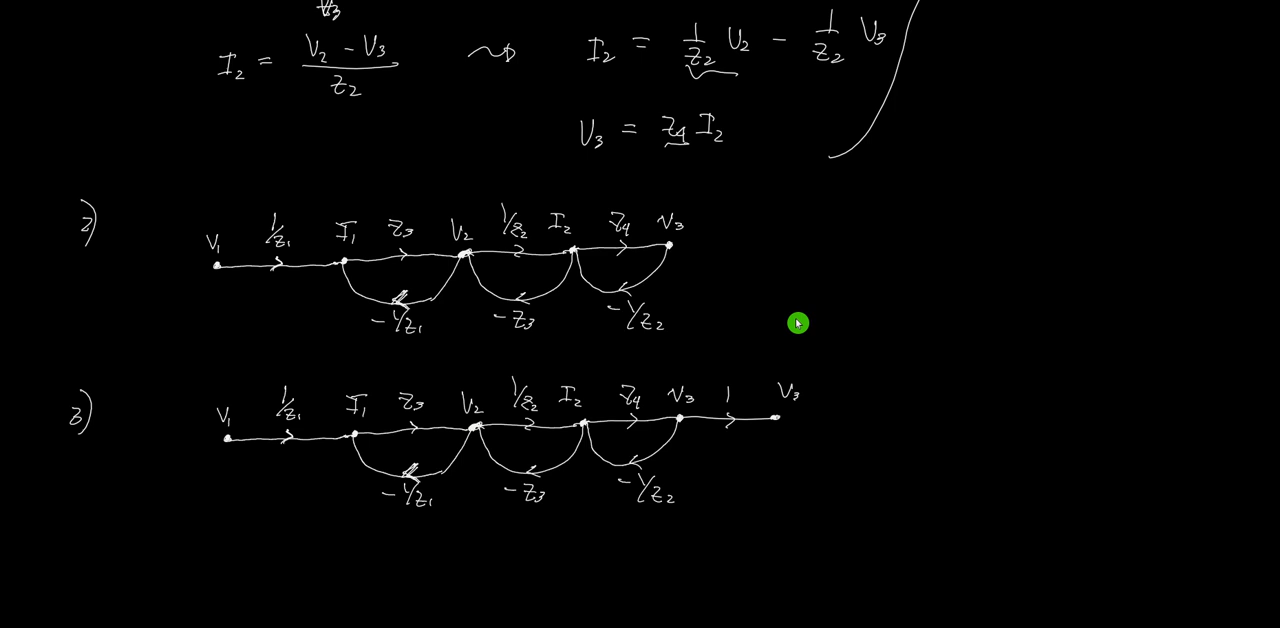 V3
I2 = (V2 - V3)/Z2 ⇝ I2 = 1/Z2 V2 - 1/Z2 V3
V3 = Z4 I2
2)
V1 1/Z1 I1 Z3 V2 1/Z2 I2 Z4 V3
-1/Z1 -Z3 -1/Z2
3)
V1 1/Z1 I1 Z3 V2 1/Z2 I2 Z4 V3 1 V3
-1/Z1 -Z3 -1/Z2